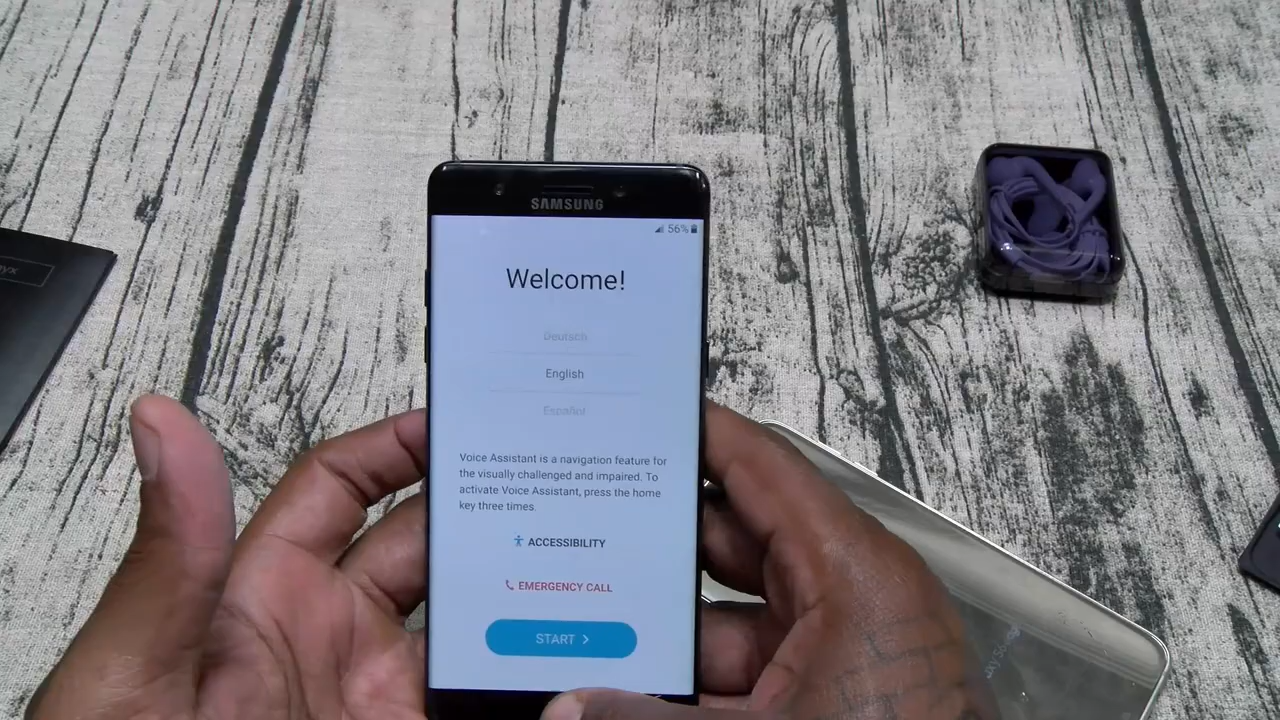 SAMSUNG
56%
Welcome!
Deutsch
English
Español
Voice Assistant is a navigation feature for
the visually challenged and impaired. To
activate Voice Assistant, press the home
key three times.
ACCESSIBILITY
EMERGENCY CALL
START